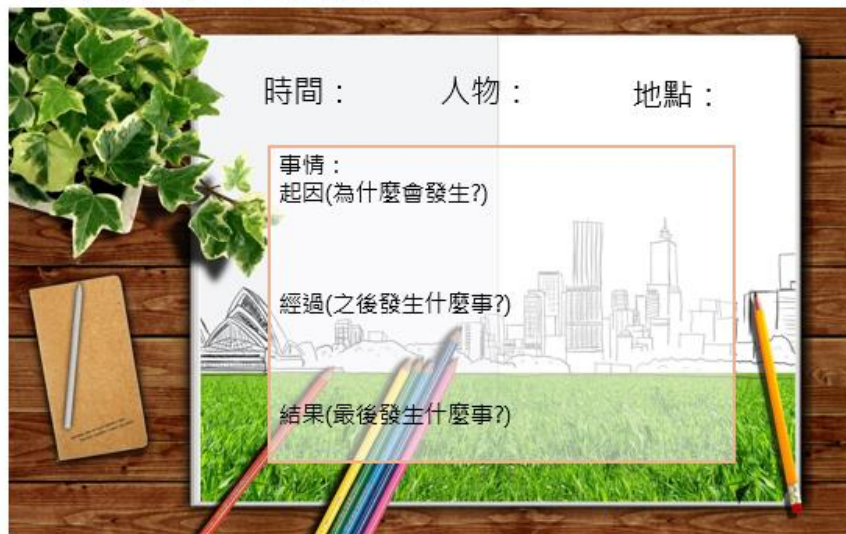 時間：　人物：　地點：
事情：
起因(為什麼會發生?)
經過(之後發生什麼事?)
結果(最後發生什麼事?)